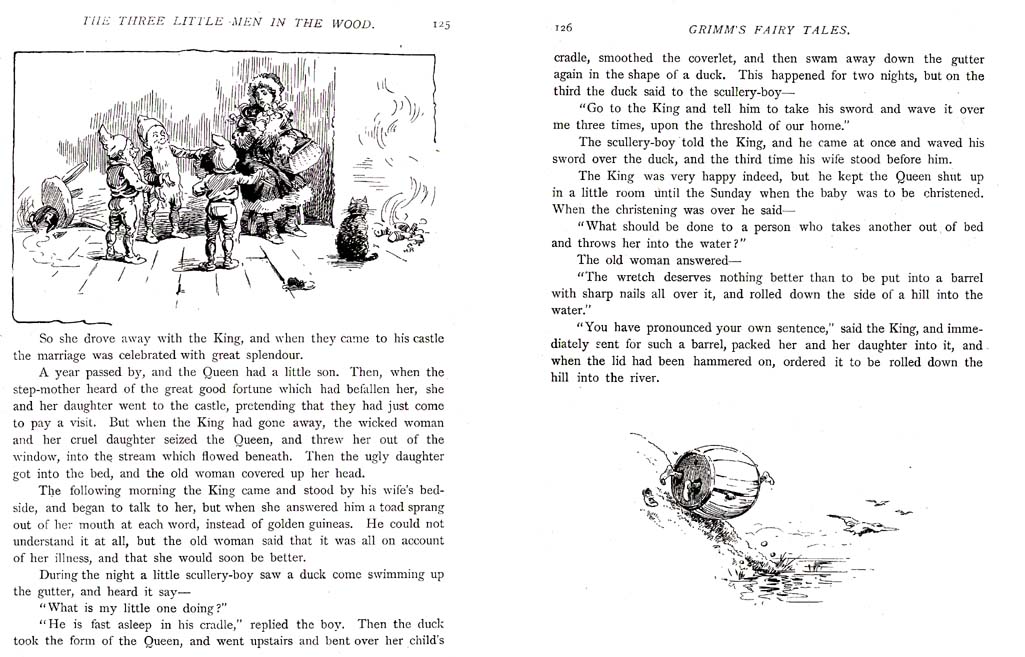 THE THREE LITTLE MEN IN THE WOOD. 125
So she drove away with the King, and when they came to his castle
the marriage was celebrated with great splendour.
A year passed by, and the Queen had a little son. Then, when the
step-mother heard of the great good fortune which had befallen her, she
and her daughter went to the castle, pretending that they had just come
to pay a visit. But when the King had gone away, the wicked woman
and her cruel daughter seized the Queen, and threw her out of the
window, into the stream which flowed beneath. Then the ugly daughter
got into the bed, and the old woman covered up her head.
The following morning the King came and stood by his wife's bed-
side, and began to talk to her, but when she answered him a toad sprang
out of her mouth at each word, instead of golden guineas. He could not
understand it at all, but the old woman said that it was all on account
of her illness, and that she would soon be better.
During the night a little scullery-boy saw a duck come swimming up
the gutter, and heard it say—
"What is my little one doing?"
"He is fast asleep in his cradle," replied the boy. Then the duck
took the form of the Queen, and went upstairs and bent over her child's
126 GRIMM'S FAIRY TALES.
cradle, smoothed the coverlet, and then swam away down the gutter
again in the shape of a duck. This happened for two nights, but on the
third the duck said to the scullery-boy—
"Go to the King and tell him to take his sword and wave it over
me three times, upon the threshold of our home."
The scullery-boy told the King, and he came at once and waved his
sword over the duck, and the third time his wife stood before him.
The King was very happy indeed, but he kept the Queen shut up
in a little room until the Sunday when the baby was to be christened.
When the christening was over he said—
"What should be done to a person who takes another out of bed
and throws her into the water?"
The old woman answered—
"The wretch deserves nothing better than to be put into a barrel
with sharp nails all over it, and rolled down the side of a hill into the
water."
"You have pronounced your own sentence," said the King, and imme-
diately sent for such a barrel, packed her and her daughter into it, and
when the lid had been hammered on, ordered it to be rolled down the
hill into the river.